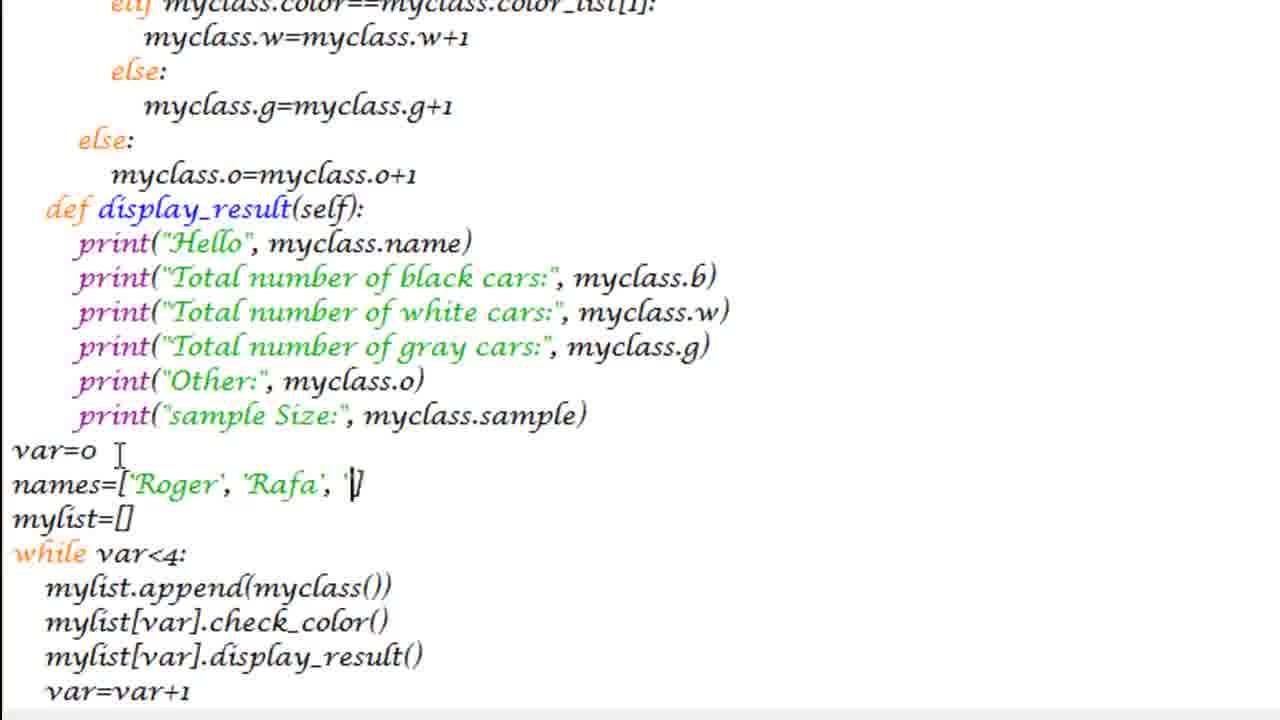 elif myclass.color==myclass.color_list[1]:
myclass.w=myclass.w+1
else:
myclass.g=myclass.g+1
else:
myclass.o=myclass.o+1
def display_result(self):
print("Hello", myclass.name)
print("Total number of black cars:", myclass.b)
print("Total number of white cars:", myclass.w)
print("Total number of gray cars:", myclass.g)
print("Other:", myclass.o)
print("sample Size:", myclass.sample)
var=0
names=['Roger', 'Rafa', ']
mylist=[]
while var<4:
mylist.append(myclass())
mylist[var].check_color()
mylist[var].display_result()
var=var+1